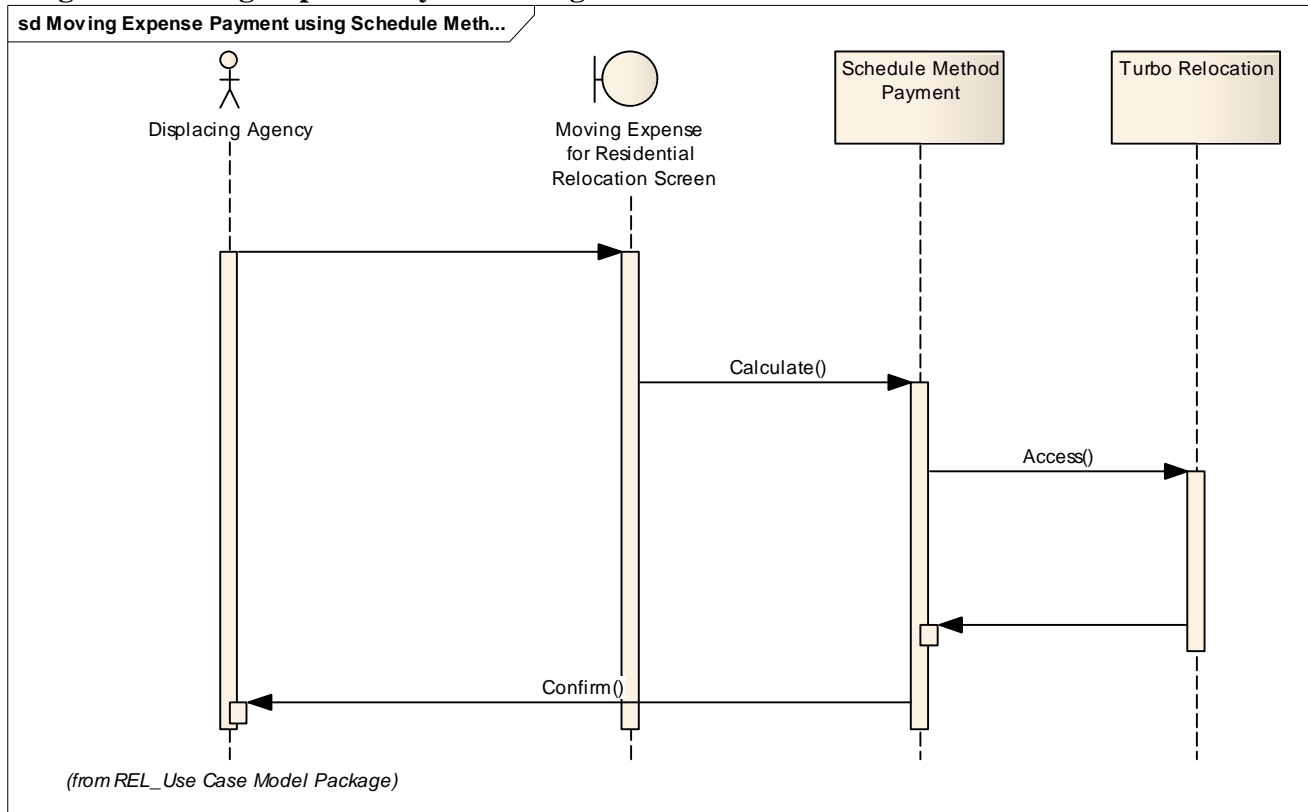 sd Moving Expense Payment using Schedule Meth...
Displacing Agency
Moving Expense
for Residential
Relocation Screen
Schedule Method
Payment
Turbo Relocation
Calculate()
Access()
Confirm()
(from REL_Use Case Model Package)